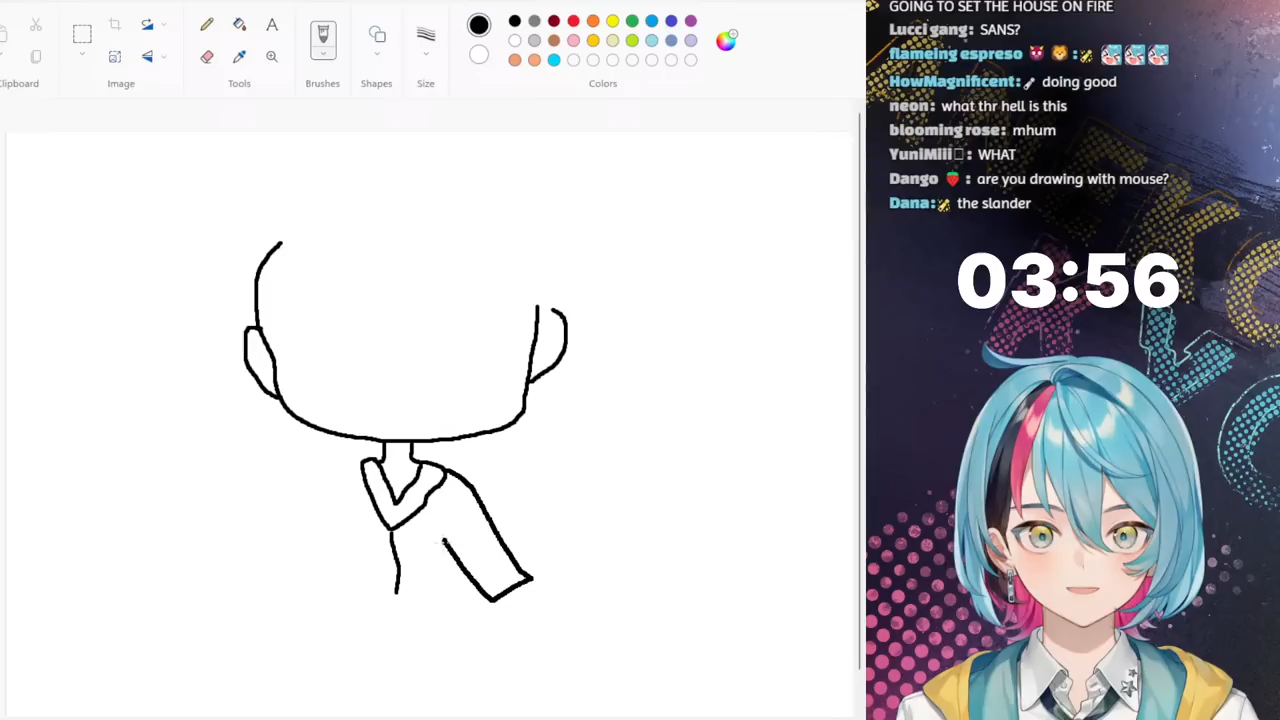 GOING TO SET THE HOUSE ON FIRE
Lucci gang: SANS?
flameing espreso :
HowMagnificent: doing good
neon: what thr hell is this
blooming rose: mhum
YuniMiii: WHAT
Dango : are you drawing with mouse?
Dana: the slander
03:56
Clipboard
Image
Tools
Brushes
Shapes
Size
Colors